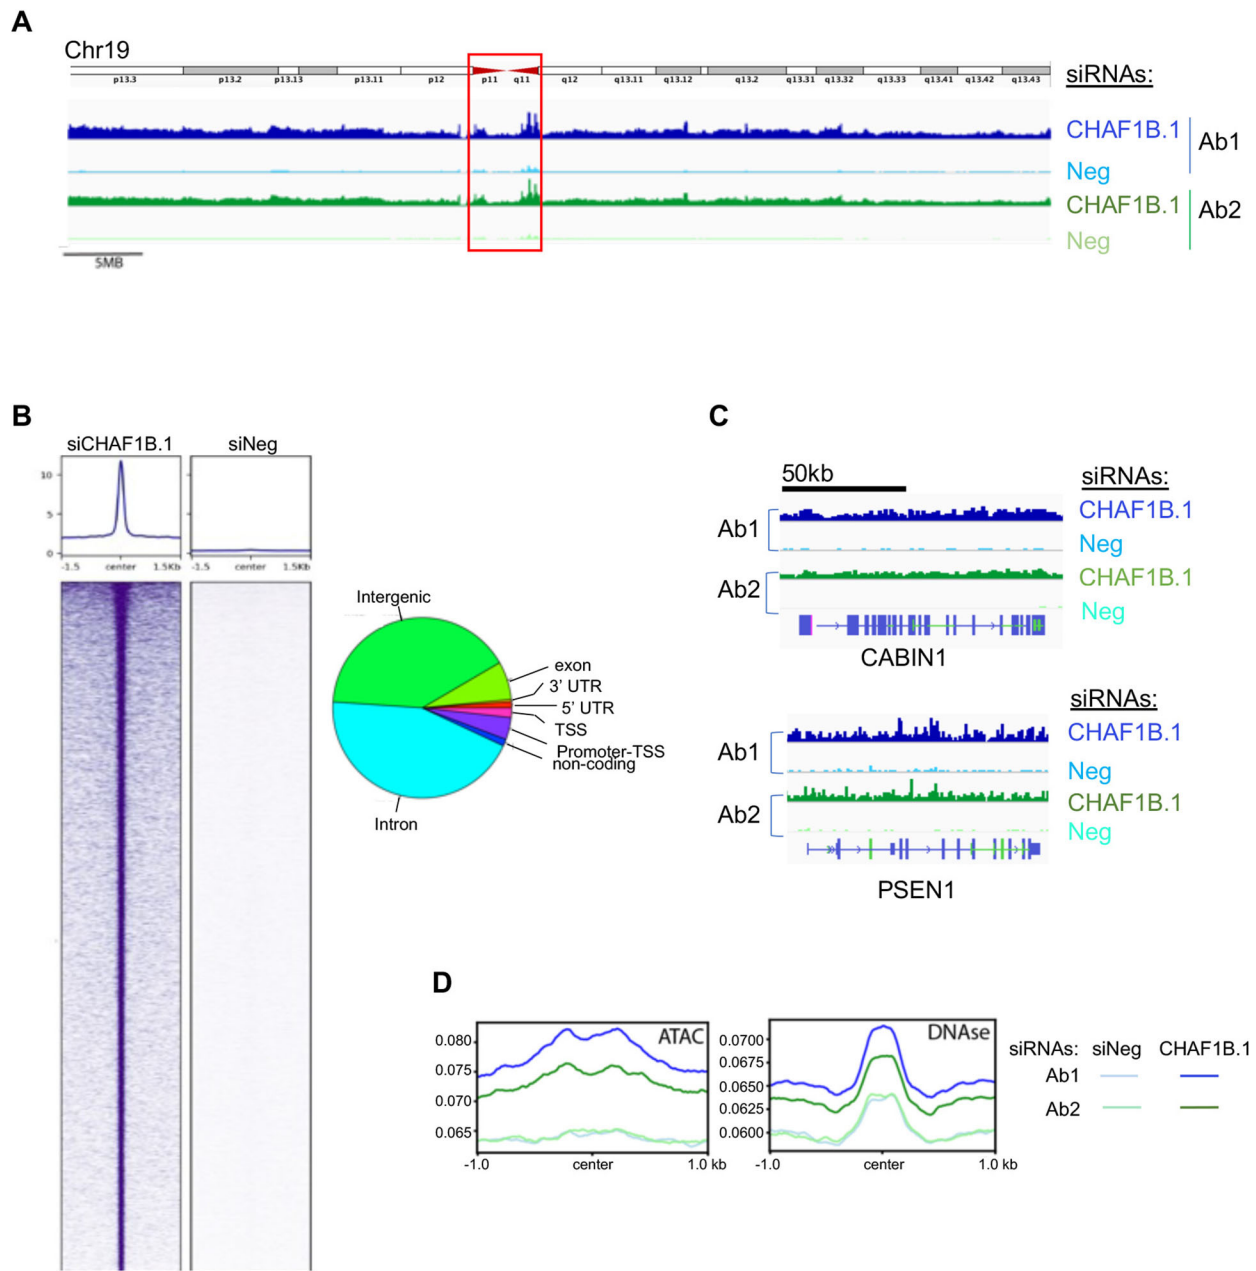 A
Chr19
p13.3 p13.2 p13.13 p13.11 p12 p11 q11 q12 q13.11 q13.12 q13.2 q13.31 q13.32 q13.33 q13.41 q13.42 q13.43
siRNAs:
CHAF1B.1
Ab1
Neg
CHAF1B.1
Ab2
Neg
5MB
B
siCHAF1B.1 siNeg
10
5
0
-1.5 center 1.5Kb -1.5 center 1.5Kb
Intergenic
exon
3' UTR
5' UTR
TSS
Promoter-TSS
non-coding
Intron
C
50kb
siRNAs:
Ab1
CHAF1B.1
Neg
Ab2
CHAF1B.1
Neg
CABIN1
siRNAs:
Ab1
CHAF1B.1
Neg
Ab2
CHAF1B.1
Neg
PSEN1
D
ATAC
0.080
0.075
0.070
0.065
-1.0 center 1.0 kb
DNAse
0.0700
0.0675
0.0650
0.0625
0.0600
-1.0 center 1.0 kb
siRNAs: siNeg CHAF1B.1
Ab1
Ab2